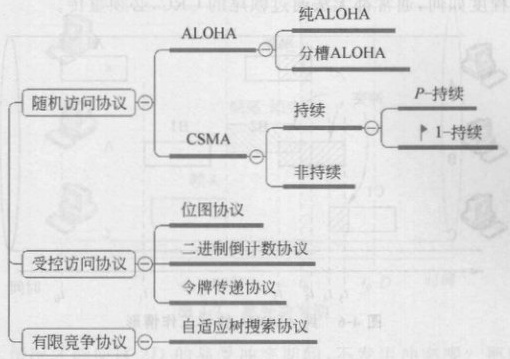 ALOHA
纯ALOHA
分槽ALOHA
随机访问协议
CSMA
持续
P-持续
1-持续
非持续
受控访问协议
位图协议
二进制倒计数协议
令牌传递协议
有限竞争协议
自适应树搜索协议